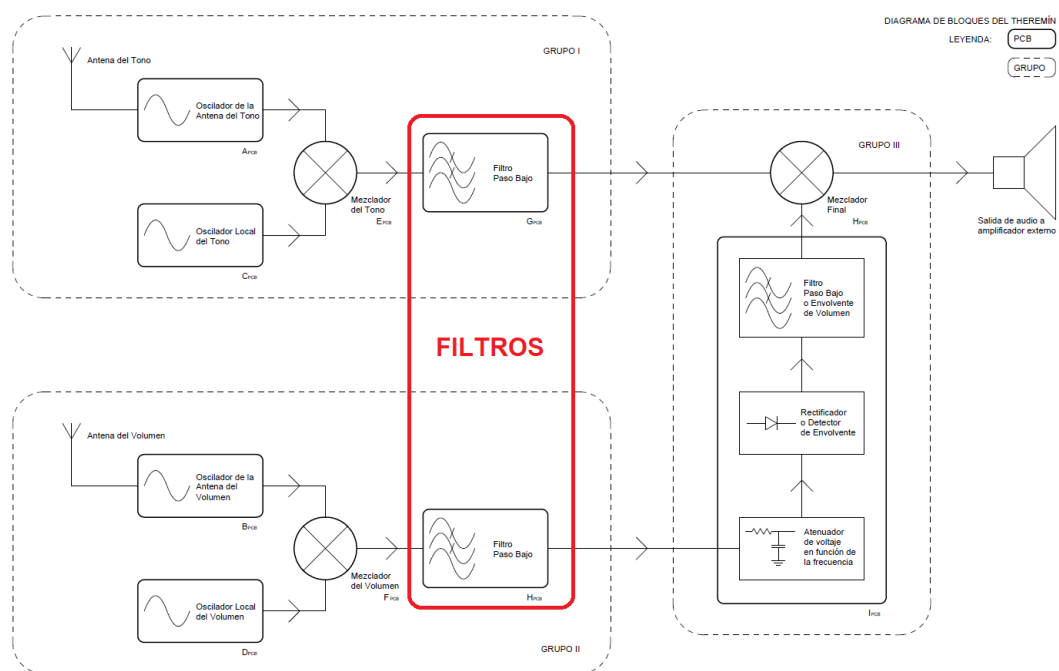 DIAGRAMA DE BLOQUES DEL THEREMÍN
LEYENDA:
PCB
GRUPO
GRUPO I
Antena del Tono
Oscilador de la
Antena del Tono
APCB
Oscilador Local
del Tono
CPCB
Mezclador
del Tono
EPCB
Filtro
Paso Bajo
GPCB
FILTROS
GRUPO II
Antena del Volumen
Oscilador de la
Antena del
Volumen
BPCB
Oscilador Local
del Volumen
DPCB
Mezclador
del Volumen
FPCB
Filtro
Paso Bajo
HPCB
GRUPO III
Mezclador
Final
HPCB
Filtro
Paso Bajo
o Envolvente
de Volumen
Rectificador
o Detector
de Envolvente
Atenuador
de voltaje
en función de
la frecuencia
IPCB
Salida de audio a
amplificador externo